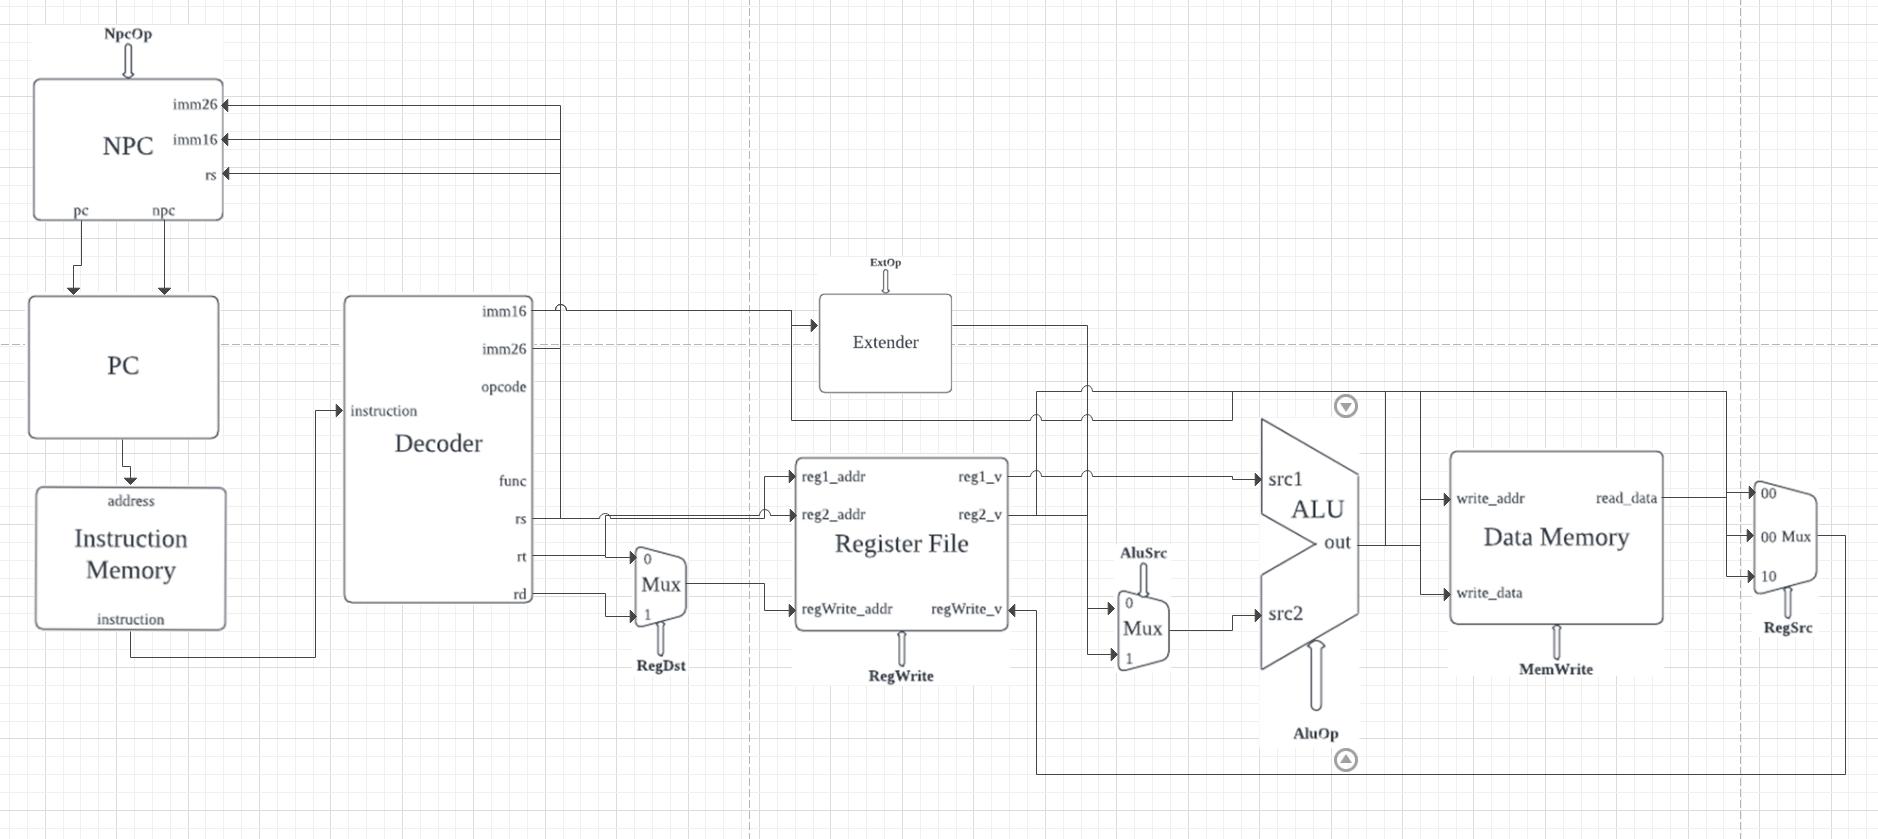 NpcOp
imm26
NPC
imm16
rs
pc
npc
PC
address
Instruction
Memory
instruction
imm16
imm26
opcode
instruction
Decoder
func
rs
rt
rd
0
Mux
1
RegDst
ExtOp
Extender
reg1_addr
reg1_v
reg2_addr
reg2_v
Register File
regWrite_addr
regWrite_v
RegWrite
AluSrc
0
Mux
1
src1
ALU
out
src2
AluOp
write_addr
read_data
Data Memory
write_data
MemWrite
00
00 Mux
10
RegSrc